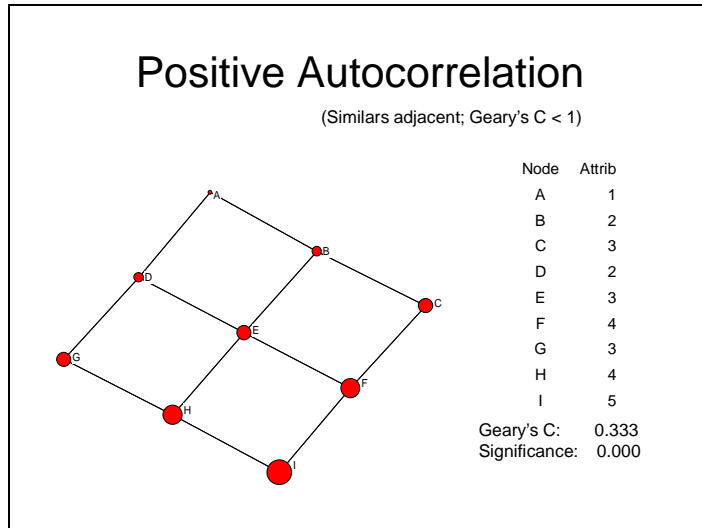 Positive Autocorrelation
(Similars adjacent; Geary's C < 1)
A
B
D
C
E
G
F
H
I
Node Attrib
A 1
B 2
C 3
D 2
E 3
F 4
G 3
H 4
I 5
Geary's C: 0.333
Significance: 0.000